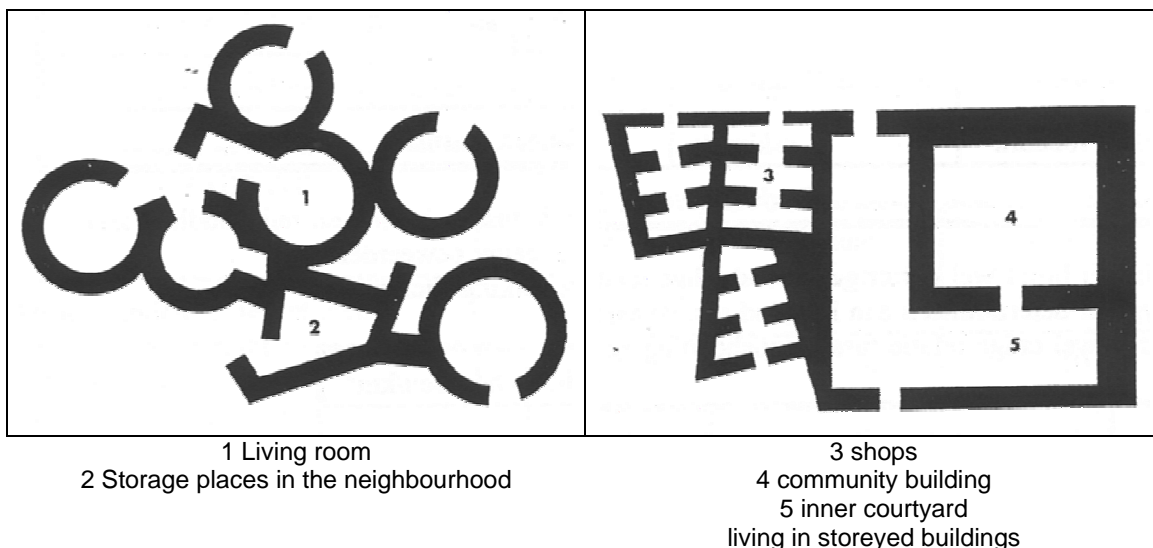 1
2
3
4
5
1 Living room
2 Storage places in the neighbourhood
3 shops
4 community building
5 inner courtyard
living in storeyed buildings